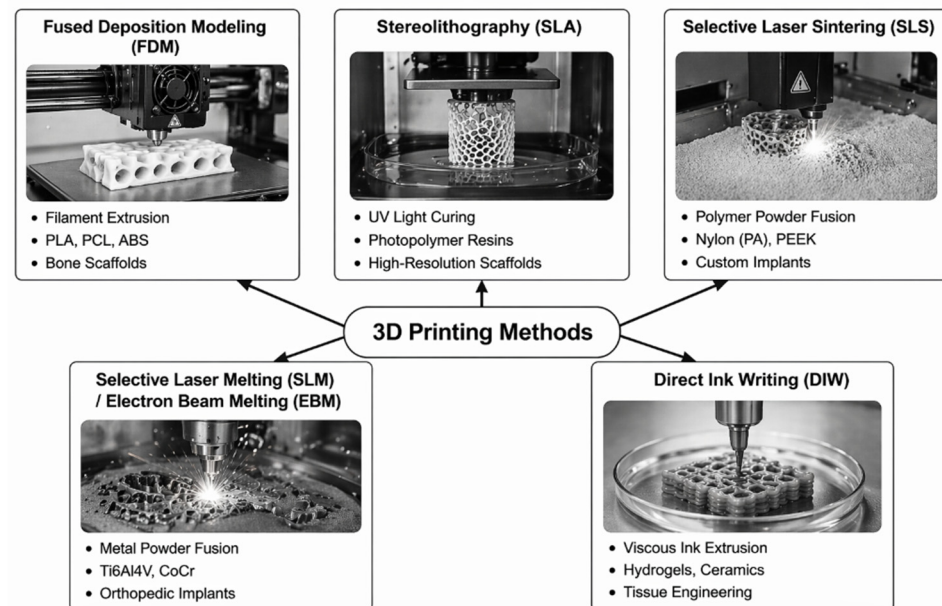 Fused Deposition Modeling
(FDM)
• Filament Extrusion
• PLA, PCL, ABS
• Bone Scaffolds
Stereolithography (SLA)
• UV Light Curing
• Photopolymer Resins
• High-Resolution Scaffolds
Selective Laser Sintering (SLS)
• Polymer Powder Fusion
• Nylon (PA), PEEK
• Custom Implants
3D Printing Methods
Selective Laser Melting (SLM)
/ Electron Beam Melting (EBM)
• Metal Powder Fusion
• Ti6Al4V, CoCr
• Orthopedic Implants
Direct Ink Writing (DIW)
• Viscous Ink Extrusion
• Hydrogels, Ceramics
• Tissue Engineering